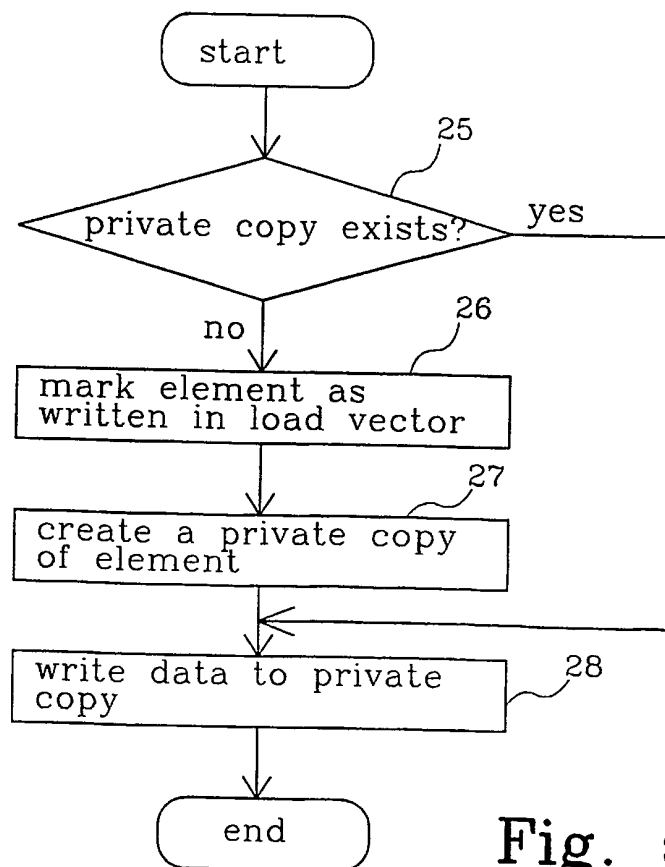 start
25
private copy exists?
yes
no
26
mark element as
written in load vector
27
create a private copy
of element
write data to private
copy
28
end
Fig.